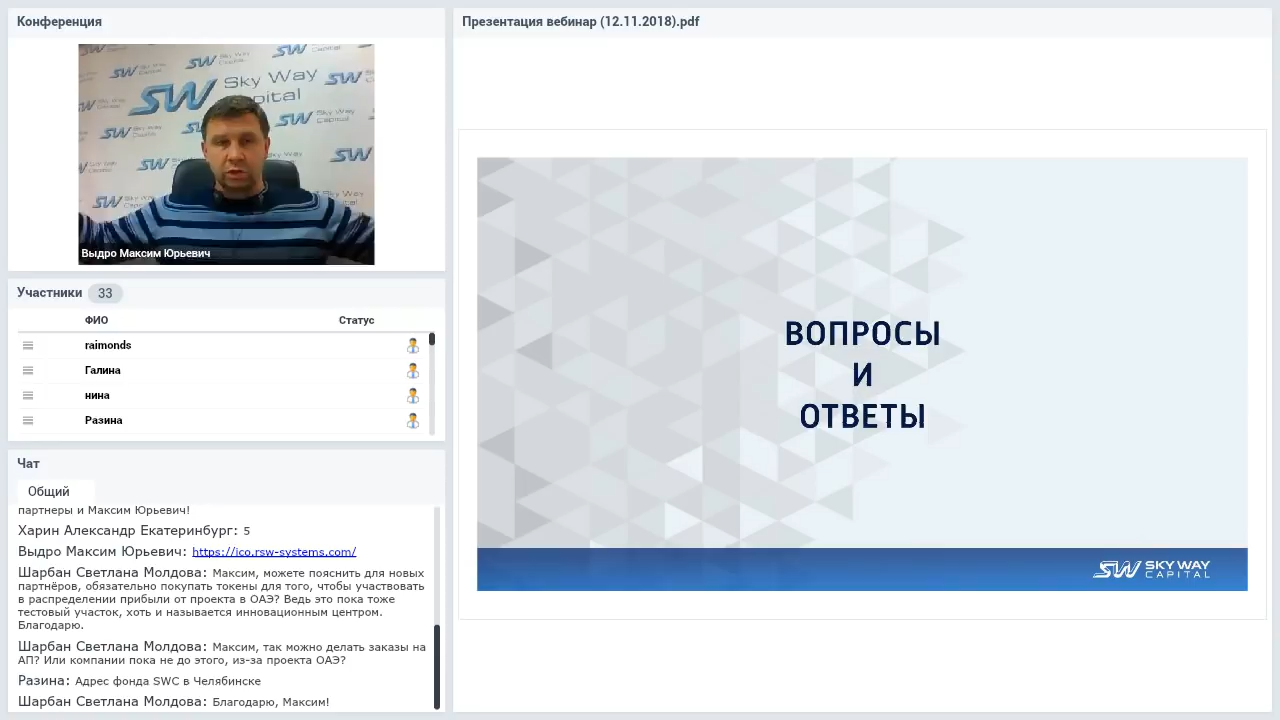 Конференция
Sky Way
Capital
SW
Выдро Максим Юрьевич
Участники 33
ФИО Статус
raimonds
Галина
нина
Разина
Чат
Общий
партнеры и Максим Юрьевич!
Харин Александр Екатеринбург: 5
Выдро Максим Юрьевич: https://ico.rsw-systems.com/
Шарбан Светлана Молдова: Максим, можете пояснить для новых
партнёров, обязательно покупать токены для того, чтобы участвовать
в распределении прибыли от проекта в ОАЭ? Ведь это пока тоже
тестовый участок, хоть и называется инновационным центром.
Благодарю.
Шарбан Светлана Молдова: Максим, так можно делать заказы на
АП? Или компании пока не до этого, из-за проекта ОАЭ?
Разина: Адрес фонда SWC в Челябинске
Шарбан Светлана Молдова: Благодарю, Максим!
Презентация вебинар (12.11.2018).pdf
ВОПРОСЫ
И
ОТВЕТЫ
SW SKY WAY
CAPITAL